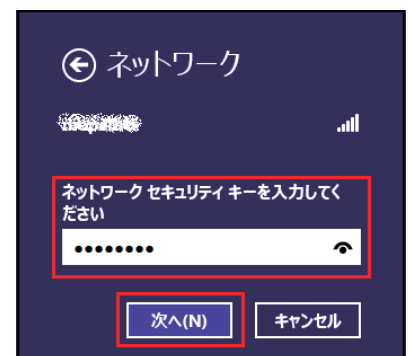 ネットワーク
ネットワーク セキュリティ キーを入力してく
ださい
••••••••
次へ(N)
キャンセル